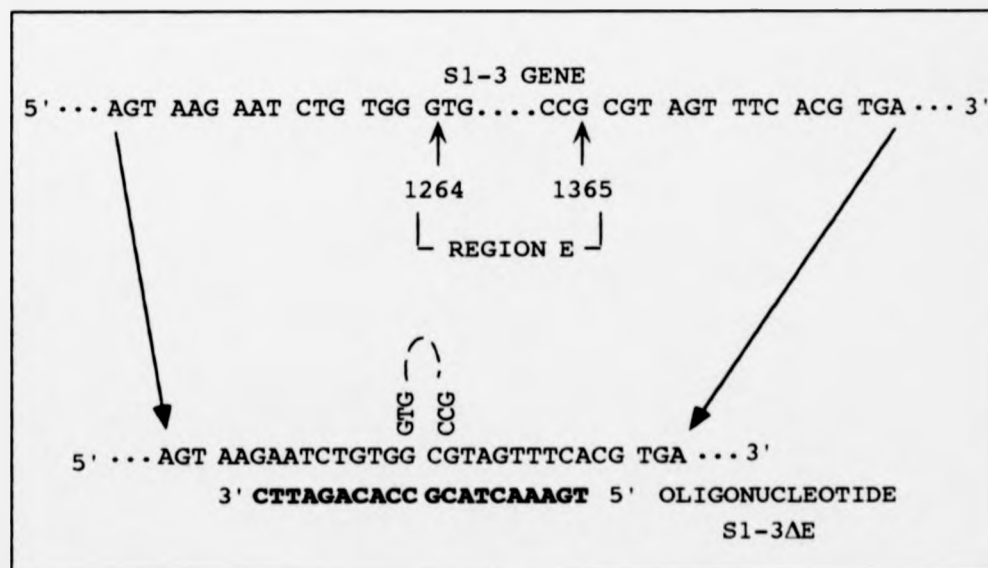 S1-3 GENE
5' ··· AGT AAG AAT CTG TGG GTG....CCG CGT AGT TTC ACG TGA ··· 3'
1264 1365
REGION E
GTG CCG
5' ··· AGT AAGAATCTGTGG CGTAGTTTCACG TGA ··· 3'
3' CTTAGACACC GCATCAAAGT 5' OLIGONUCLEOTIDE
S1-3ΔE